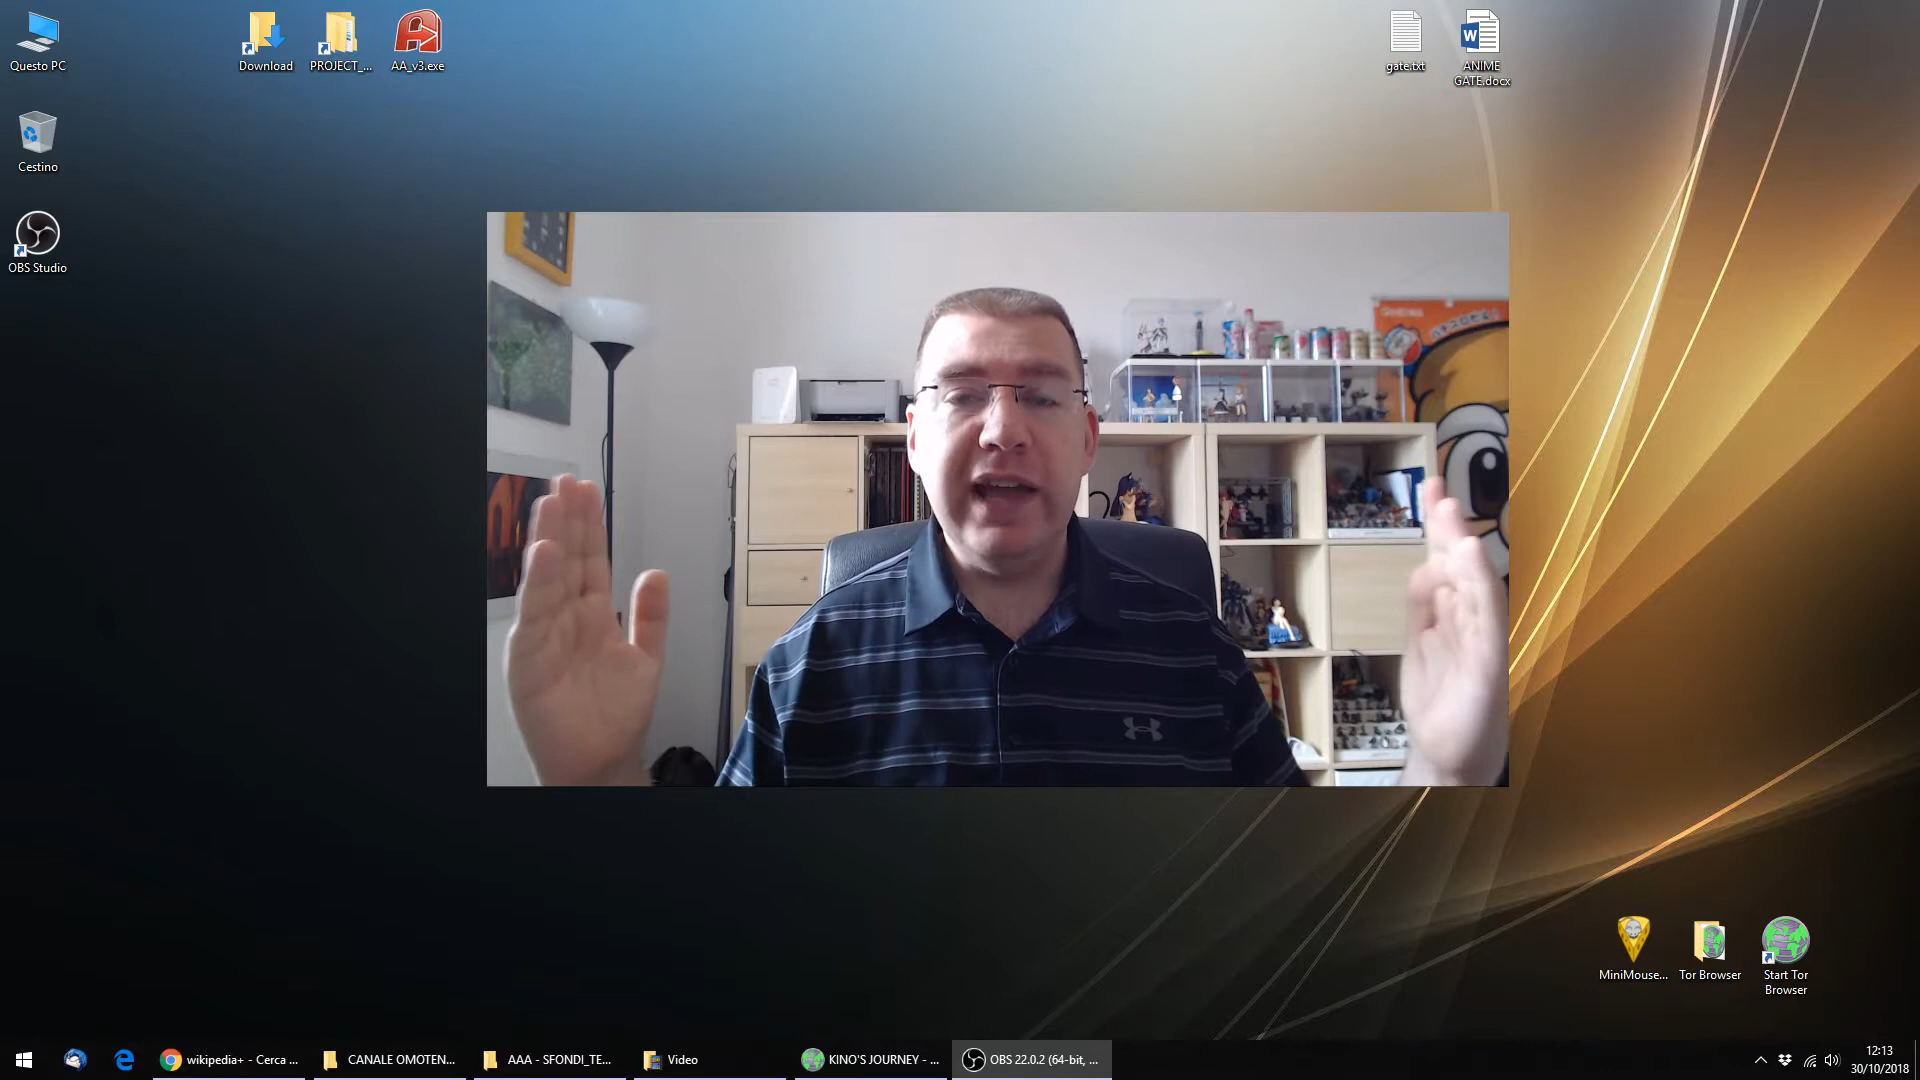 Questo PC
Download
PROJECT_...
AA_v3.exe
gate.txt
ANIME
GATE.docx
Cestino
OBS Studio
MiniMouse...
Tor Browser
Start Tor
Browser
wikipedia+ - Cerca ...
CANALE OMOTEN...
AAA - SFONDI_TE...
Video
KINO'S JOURNEY - ...
OBS 22.0.2 (64-bit, ...
12:13
30/10/2018